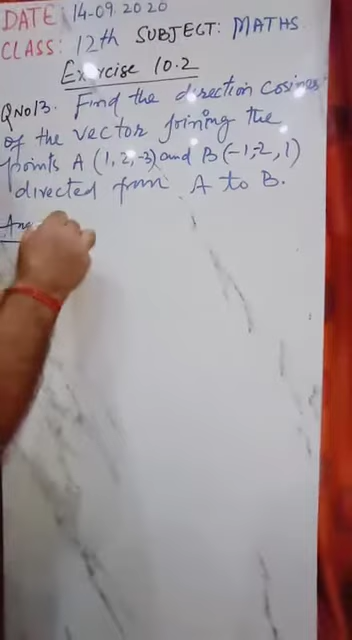 DATE: 14-09.2020
CLASS: 12th SUBJECT: MATHS
Exercise 10.2
QNO13. Find the direction cosines
of the vector joining the
points A (1, 2, -3) and B(-1,-2, 1)
directed from A to B.
Ans